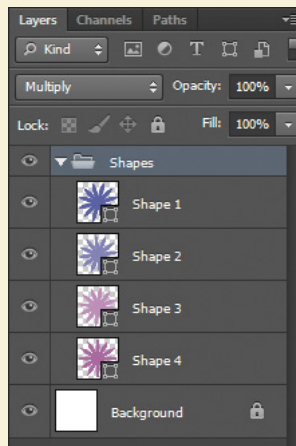 Layers Channels Paths
Kind T
Multiply Opacity: 100%
Lock: Fill: 100%
Shapes
Shape 1
Shape 2
Shape 3
Shape 4
Background